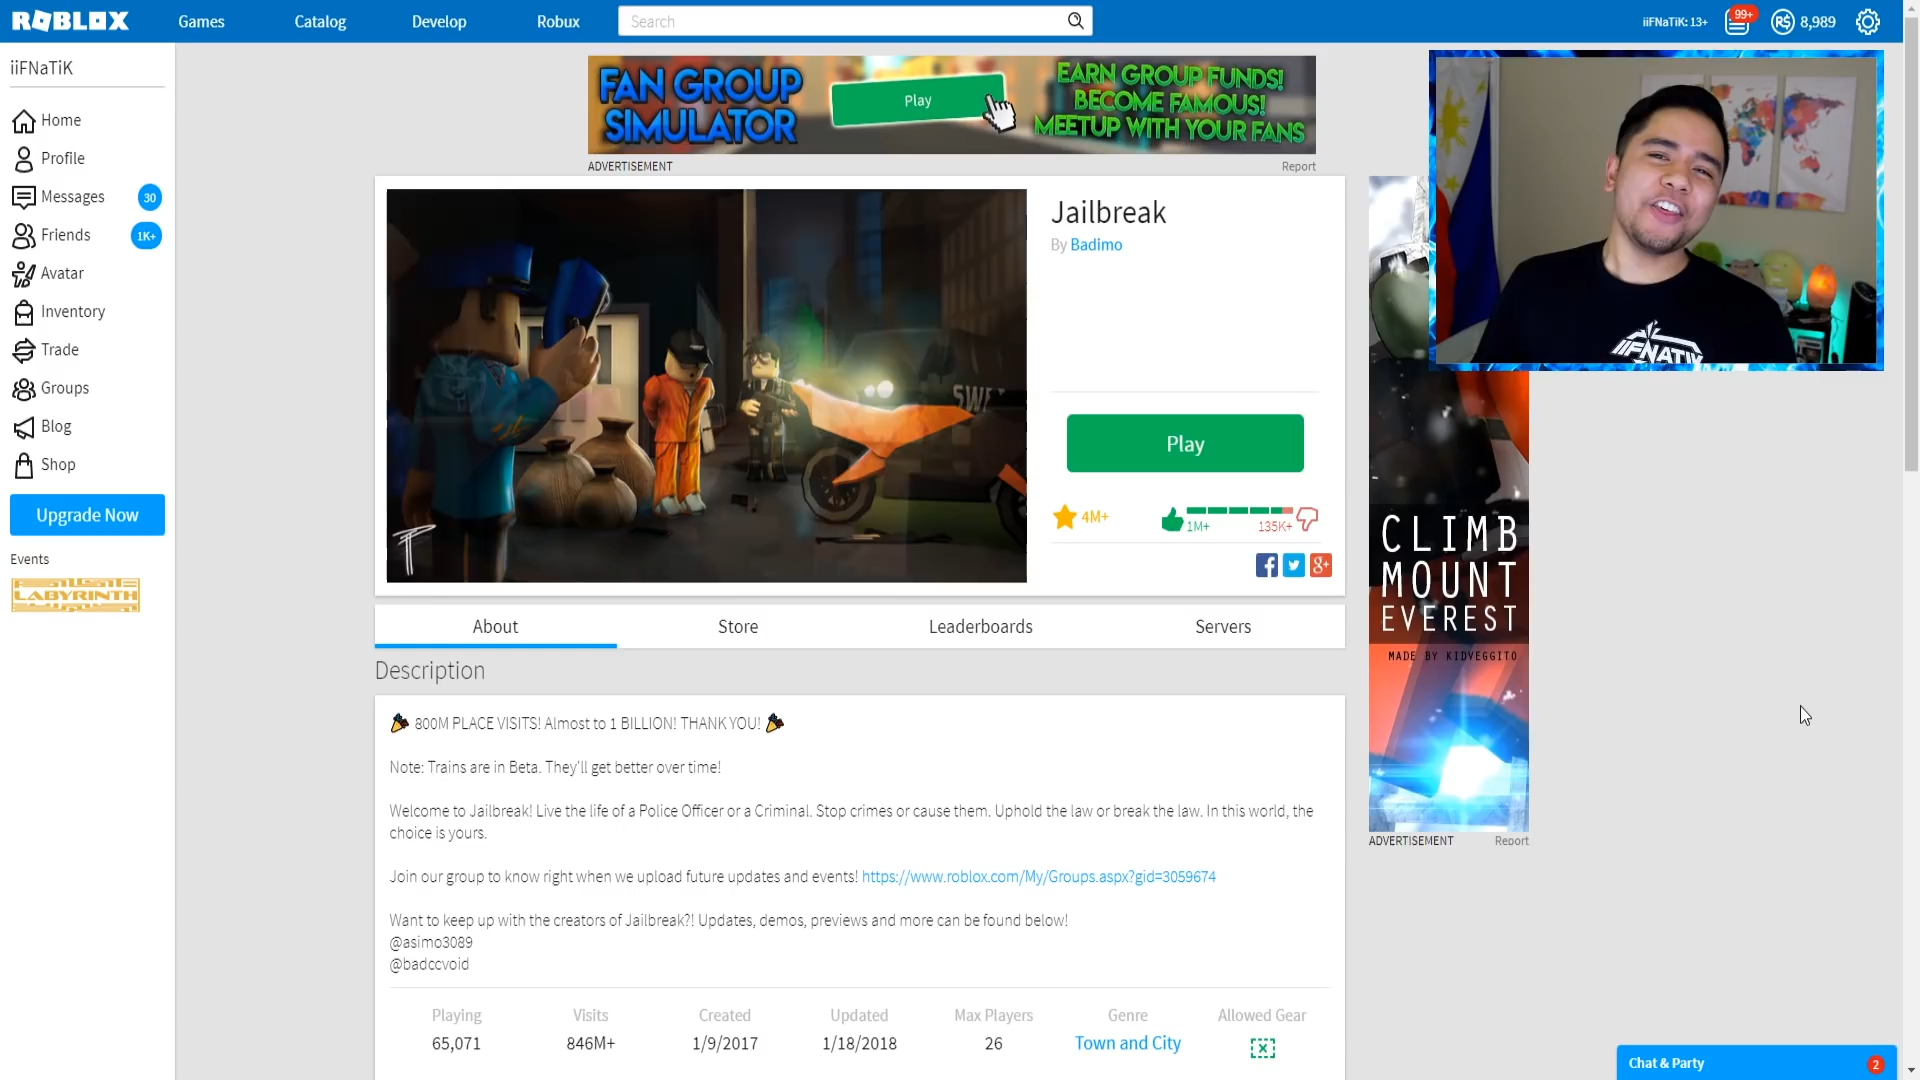 ROBLOX
Games
Catalog
Develop
Robux
Search
iiFNaTiK: 13+
99+
R$
8,989
iiFNaTiK
Home
Profile
Messages
30
Friends
1K+
Avatar
Inventory
Trade
Groups
Blog
Shop
Upgrade Now
Events
LABYRINTH
FAN GROUP
SIMULATOR
Play
EARN GROUP FUNDS!
BECOME FAMOUS!
MEETUP WITH YOUR FANS
ADVERTISEMENT
Report
SWAT
Jailbreak
By Badimo
Play
4M+
1M+
135K+
About
Store
Leaderboards
Servers
Description
800M PLACE VISITS! Almost to 1 BILLION! THANK YOU!
Note: Trains are in Beta. They'll get better over time!
Welcome to Jailbreak! Live the life of a Police Officer or a Criminal. Stop crimes or cause them. Uphold the law or break the law. In this world, the
choice is yours.
Join our group to know right when we upload future updates and events! https://www.roblox.com/My/Groups.aspx?gid=3059674
Want to keep up with the creators of Jailbreak?! Updates, demos, previews and more can be found below!
@asimo3089
@badccvoid
Playing
Visits
Created
Updated
Max Players
Genre
Allowed Gear
65,071
846M+
1/9/2017
1/18/2018
26
Town and City
iiFNATiK
CLIMB
MOUNT
EVEREST
MADE BY KIDVEGGITO
ADVERTISEMENT
Report
Chat & Party
2